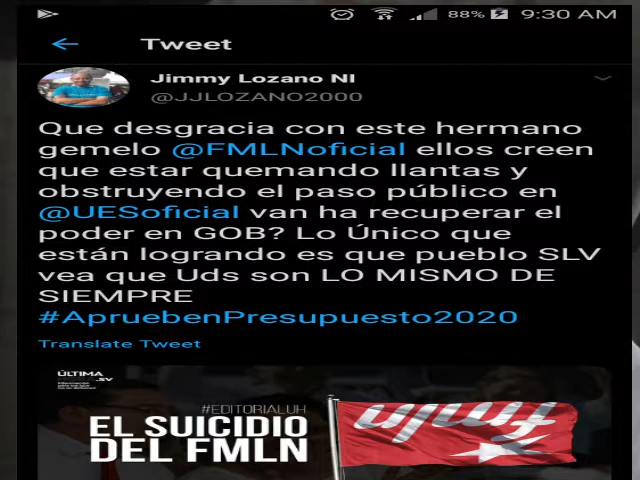 88% 9:30 AM
Tweet
Jimmy Lozano NI
@JJLOZANO2000
Que desgracia con este hermano
gemelo @FMLNoficial ellos creen
que estar quemando llantas y
obstruyendo el paso público en
@UESoficial van ha recuperar el
poder en GOB? Lo Único que
están logrando es que pueblo SLV
vea que Uds son LO MISMO DE
SIEMPRE
#AprueбenPresupuesto2020
Translate Tweet
ÚLTIMA
.SV
#EDITORIALUH
EL SUICIDIO
DEL FMLN
fmln